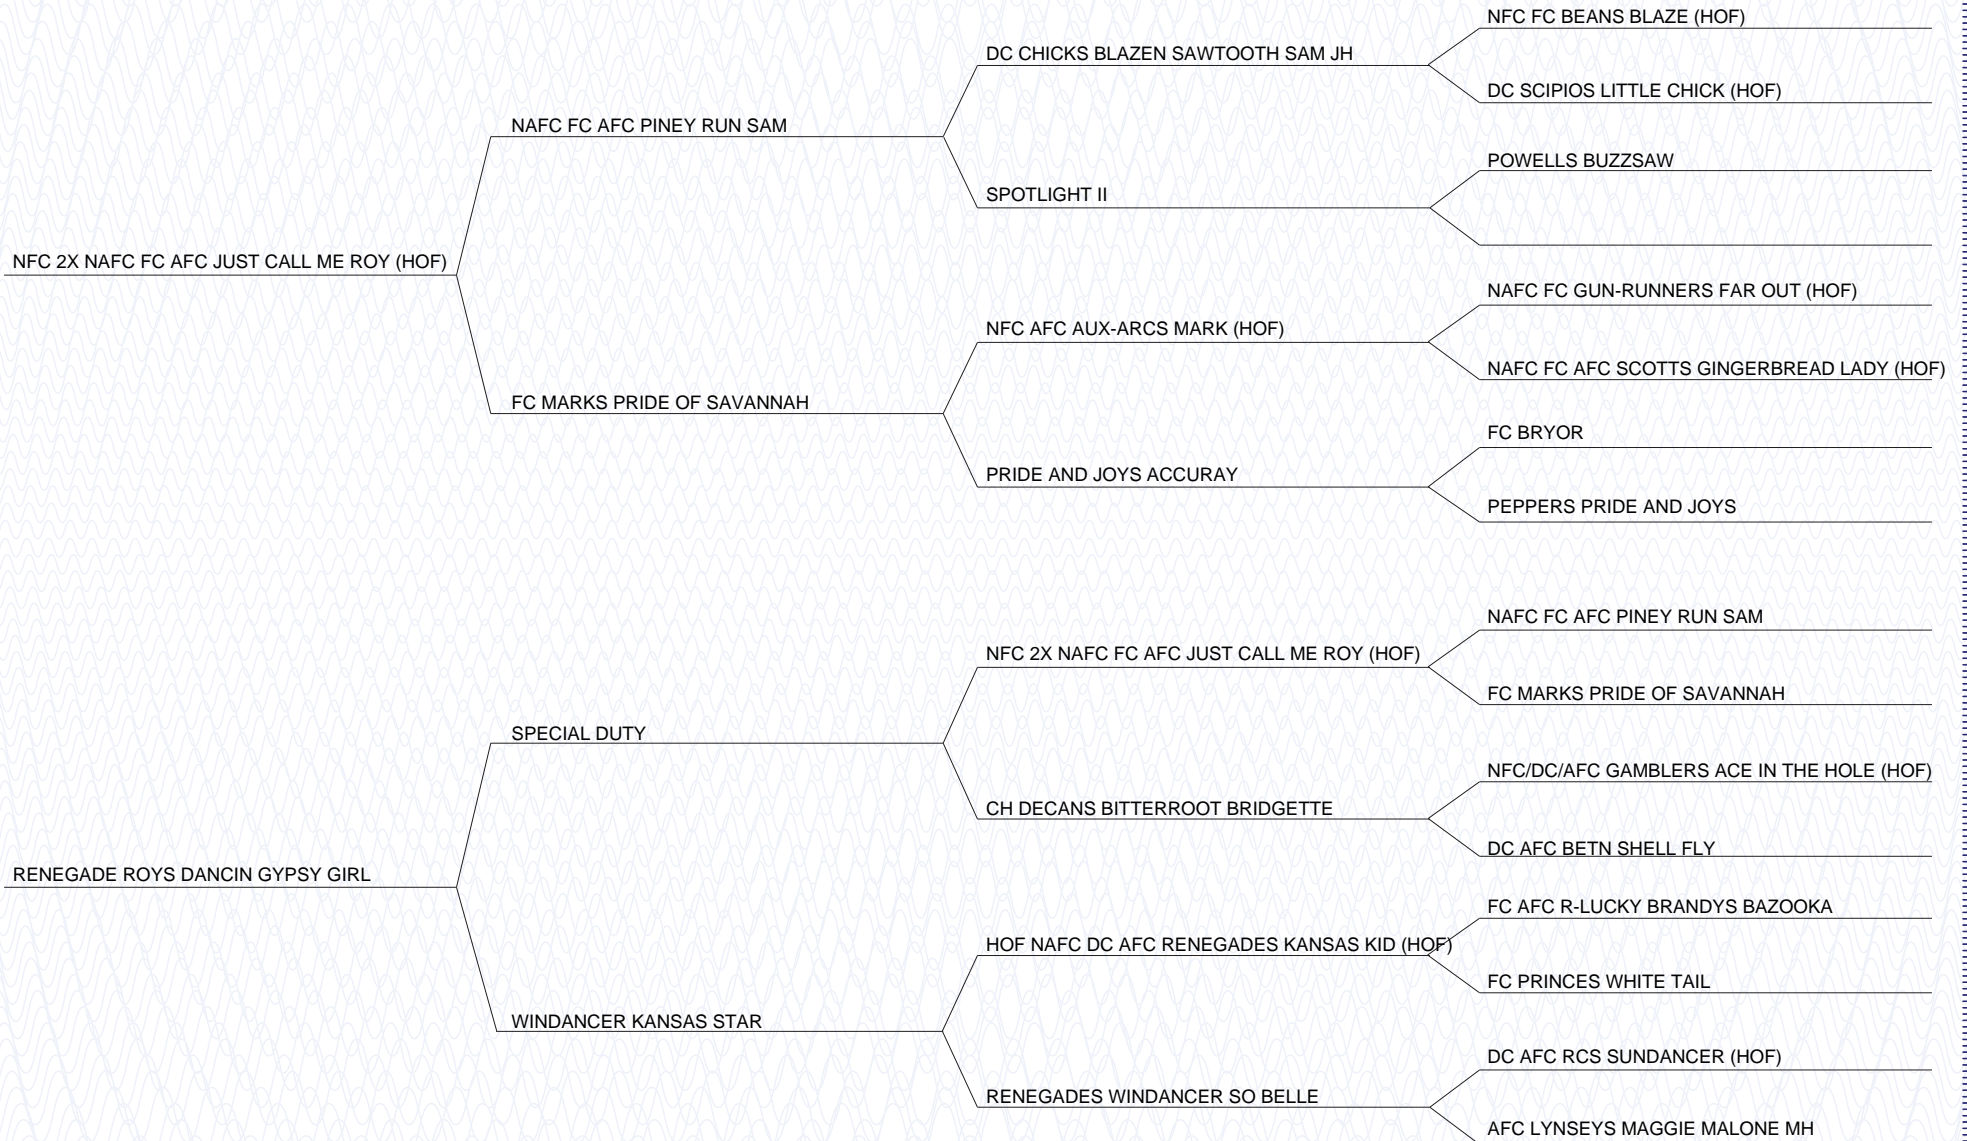 NFC FC BEANS BLAZE (HOF)
DC CHICKS BLAZEN SAWTOOTH SAM JH
DC SCIPIOS LITTLE CHICK (HOF)
NAFC FC AFC PINEY RUN SAM
POWELLS BUZZSAW
SPOTLIGHT II
NFC 2X NAFC FC AFC JUST CALL ME ROY (HOF)
NAFC FC GUN-RUNNERS FAR OUT (HOF)
NFC AFC AUX-ARCS MARK (HOF)
NAFC FC AFC SCOTTS GINGERBREAD LADY (HOF)
FC MARKS PRIDE OF SAVANNAH
FC BRYOR
PRIDE AND JOYS ACCURAY
PEPPERS PRIDE AND JOYS
NAFC FC AFC PINEY RUN SAM
NFC 2X NAFC FC AFC JUST CALL ME ROY (HOF)
FC MARKS PRIDE OF SAVANNAH
SPECIAL DUTY
NFC/DC/AFC GAMBLERS ACE IN THE HOLE (HOF)
CH DECANS BITTERROOT BRIDGETTE
DC AFC BETN SHELL FLY
RENEGADE ROYS DANCIN GYPSY GIRL
FC AFC R-LUCKY BRANDYS BAZOOKA
HOF NAFC DC AFC RENEGADES KANSAS KID (HOF)
FC PRINCES WHITE TAIL
WINDANCER KANSAS STAR
DC AFC RCS SUNDANCER (HOF)
RENEGADES WINDANCER SO BELLE
AFC LYNSEYS MAGGIE MALONE MH